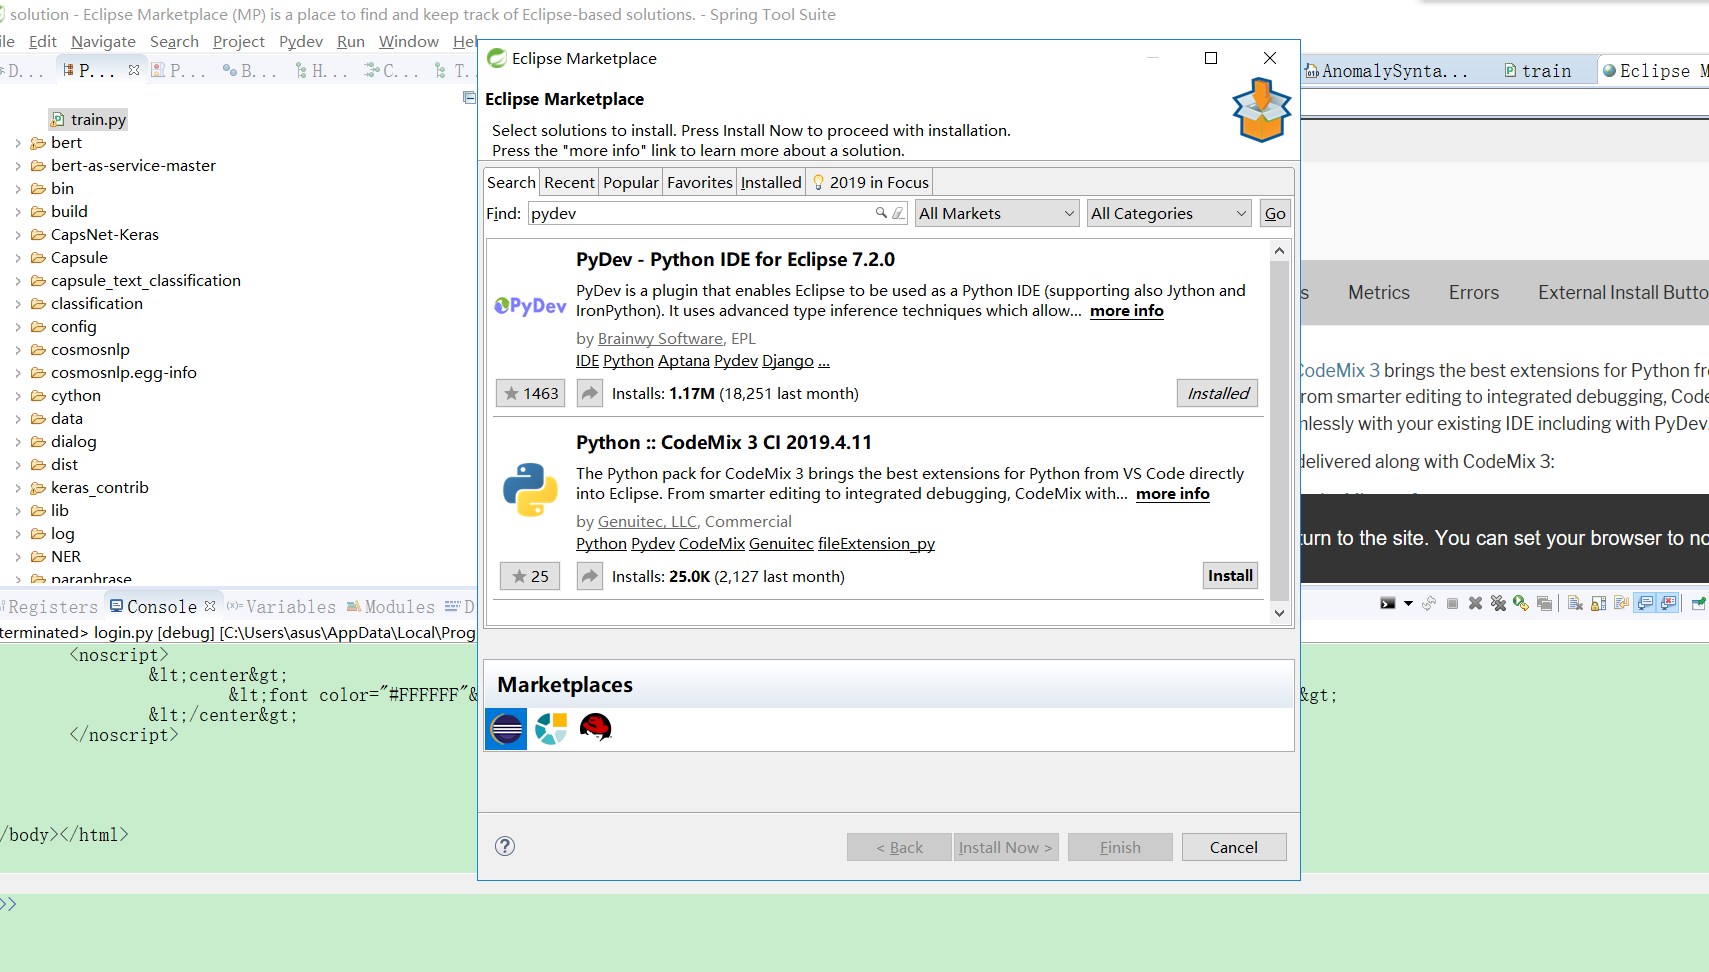 solution - Eclipse Marketplace (MP) is a place to find and keep track of Eclipse-based solutions. - Spring Tool Suite
ile Edit Navigate Search Project Pydev Run Window Hel
D... P... P... B... H... C... T.
train.py
bert
bert-as-service-master
bin
build
CapsNet-Keras
Capsule
capsule_text_classification
classification
config
cosmosnlp
cosmosnlp.egg-info
cython
data
dialog
dist
keras_contrib
lib
log
NER
paraphrase
Eclipse Marketplace
Eclipse Marketplace
Select solutions to install. Press Install Now to proceed with installation.
Press the "more info" link to learn more about a solution.
Search Recent Popular Favorites Installed 2019 in Focus
Find: pydev All Markets All Categories Go
PyDev - Python IDE for Eclipse 7.2.0
PyDev
PyDev is a plugin that enables Eclipse to be used as a Python IDE (supporting also Jython and
IronPython). It uses advanced type inference techniques which allow... more info
by Brainwy Software, EPL
IDE Python Aptana Pydev Django ...
1463 Installs: 1.17M (18,251 last month) Installed
Python :: CodeMix 3 CI 2019.4.11
The Python pack for CodeMix 3 brings the best extensions for Python from VS Code directly
into Eclipse. From smarter editing to integrated debugging, CodeMix with... more info
by Genuitec, LLC, Commercial
Python Pydev CodeMix Genuitec fileExtension_py
25 Installs: 25.0K (2,127 last month) Install
Marketplaces
< Back Install Now > Finish Cancel
AnomalySynta... train Eclipse M
s Metrics Errors External Install Butto
CodeMix 3 brings the best extensions for Python fr
rom smarter editing to integrated debugging, Code
nlessly with your existing IDE including with PyDev.
delivered along with CodeMix 3:
turn to the site. You can set your browser to no
Registers Console Variables Modules D
terminated> login.py [debug] [C:\Users\asus\AppData\Local\Prog
<noscript>
&lt;center&gt;
&lt;font color="#FFFFFF"& &gt;
&lt;/center&gt;
</noscript>
/body></html>
>>